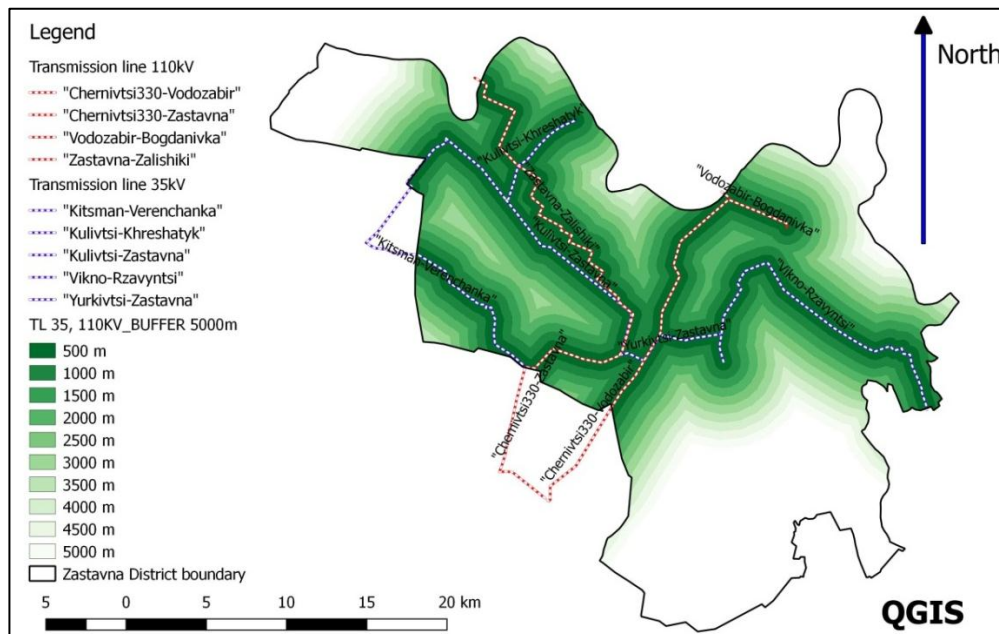 Legend
Transmission line 110kV
"Chernivtsi330-Vodozabir"
"Chernivtsi330-Zastavna"
"Vodozabir-Bogdanivka"
"Zastavna-Zalishiki"
Transmission line 35kV
"Kitsman-Verenchanka"
"Kulivtsi-Khreshatyk"
"Kulivtsi-Zastavna"
"Vikno-Rzavyntsi"
"Yurkivtsi-Zastavna"
TL 35, 110KV_BUFFER 5000m
500 m
1000 m
1500 m
2000 m
2500 m
3000 m
3500 m
4000 m
4500 m
5000 m
Zastavna District boundary
5 0 5 10 15 20 km
North
"Kulivtsi-Khreshatyk"
"Zastavna-Zalishiki"
"Kulivtsi-Zastavna"
"Vodozabir-Bogdanivka"
"Kitsman-Verenchanka"
"Vikno-Rzavyntsi"
"Yurkivtsi-Zastavna"
"Chernivtsi330-Zastavna"
"Chernivtsi330-Vodozabir"
QGIS